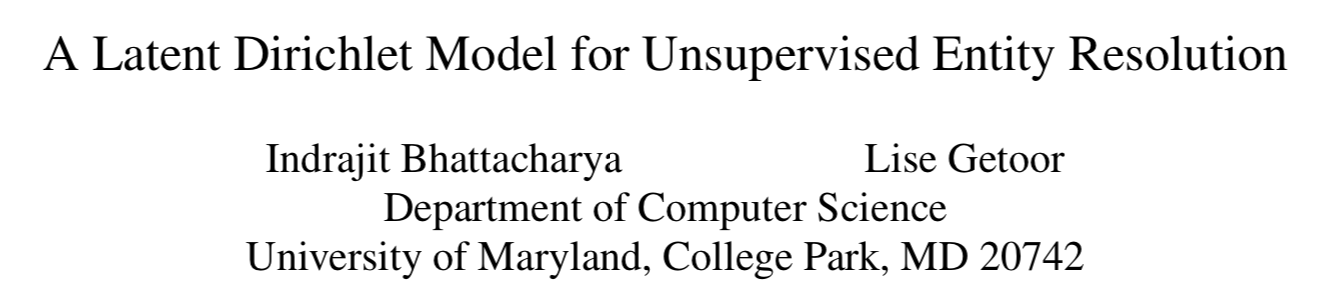 A Latent Dirichlet Model for Unsupervised Entity Resolution
Indrajit Bhattacharya Lise Getoor
Department of Computer Science
University of Maryland, College Park, MD 20742